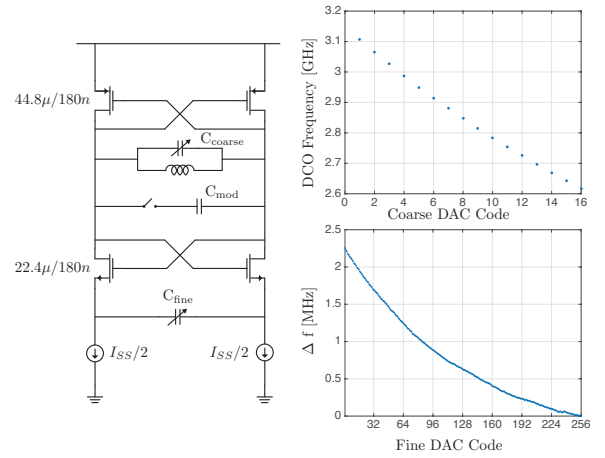 44.8μ/180n
C_coarse
C_mod
22.4μ/180n
C_fine
I_SS/2
I_SS/2
DCO Frequency [GHz]
3.2
3.1
3
2.9
2.8
2.7
2.6
0 2 4 6 8 10 12 14 16
Coarse DAC Code
Δ f [MHz]
2.5
2
1.5
1
0.5
0
32 64 96 128 160 192 224 256
Fine DAC Code